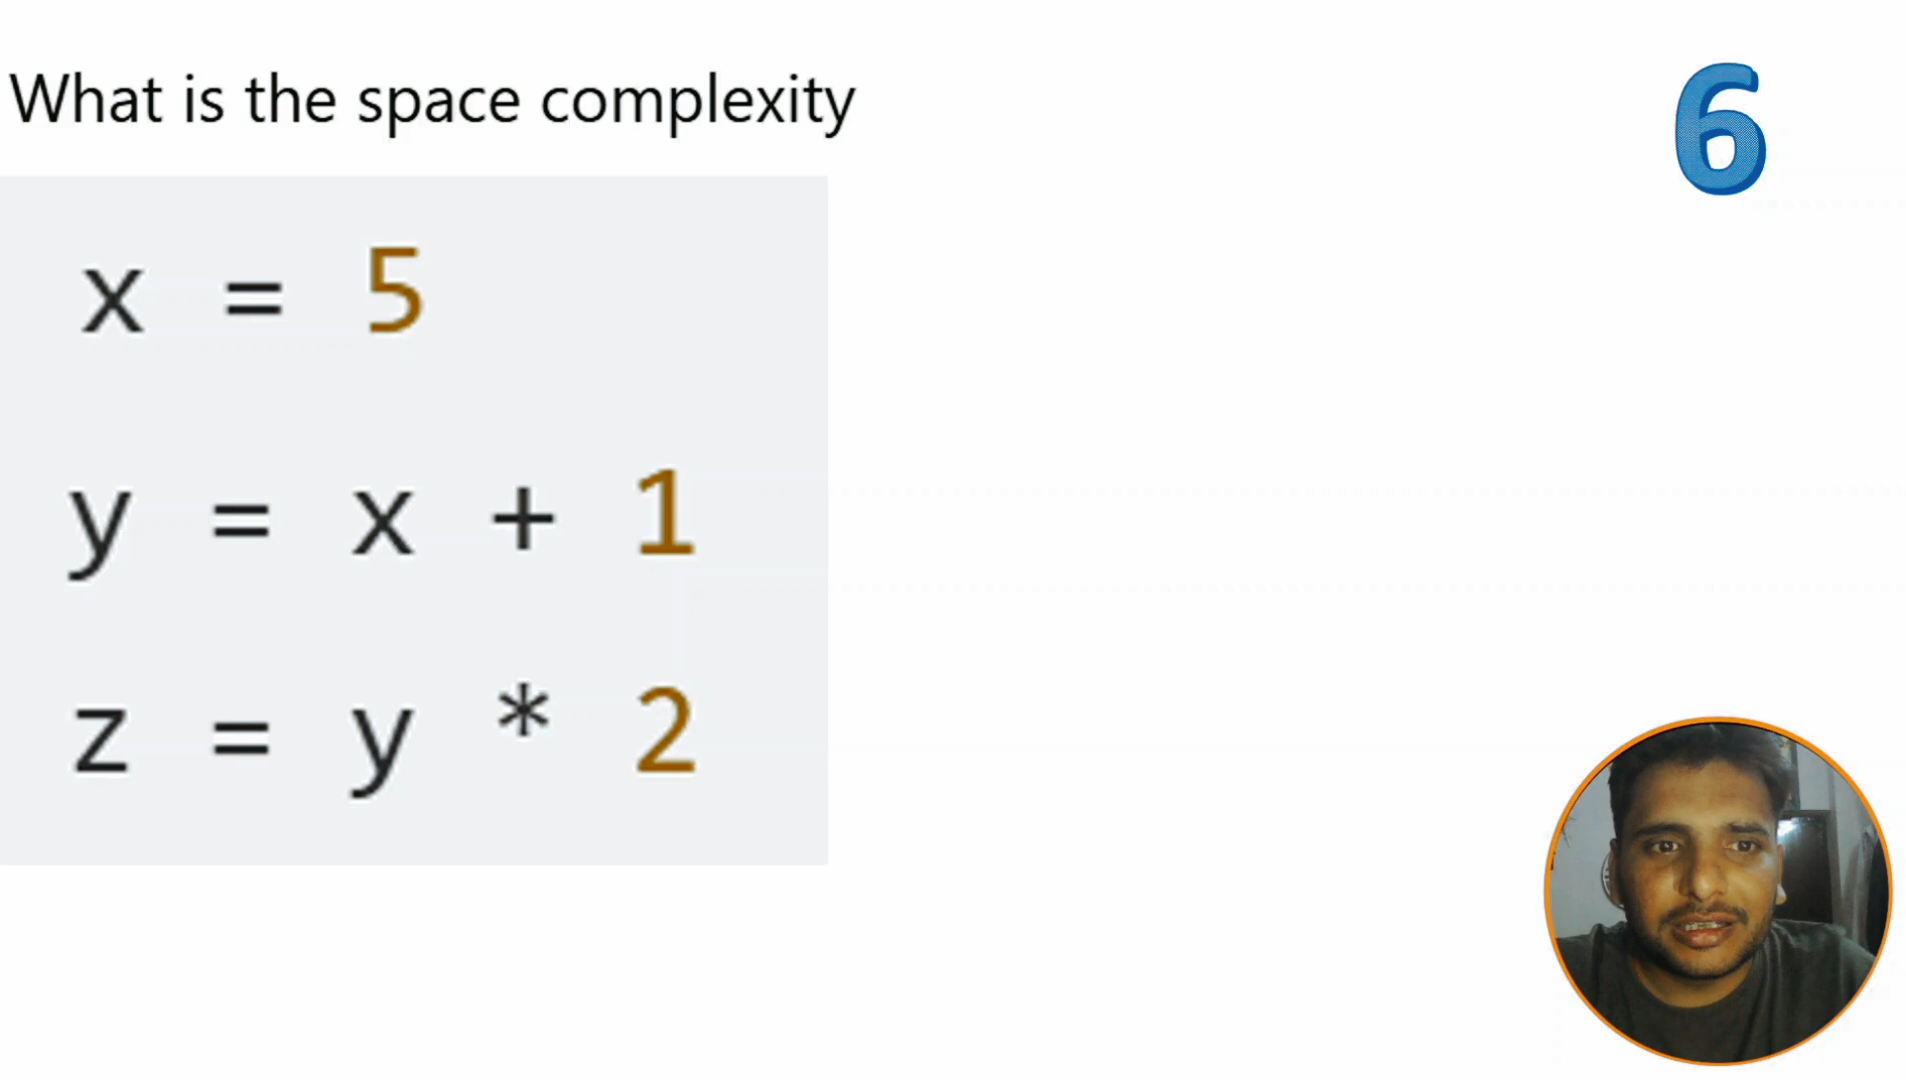 What is the space complexity
6
x = 5
y = x + 1
z = y * 2